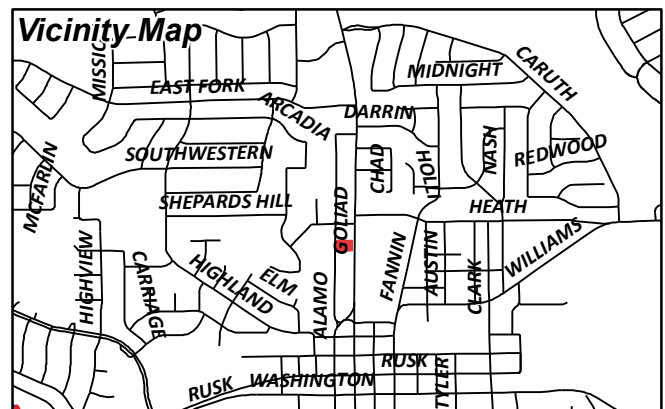 Vicinity Map
MISSIC
CARUTH
MIDNIGHT
EAST FORK
ARCADIA
DARRIN
NASH
REDWOOD
SOUTHWESTERN
CHAD
HOLLI
MCFARLIN
SHEPARDS HILL
HEATH
GOLIAD
WILLIAMS
HIGHVIEW
CARRIAGE
HIGHLAND
ELM
FANNIN
AUSTIN
CLARK
ALAMO
RUSK
WASHINGTON
RUSK
TYLER